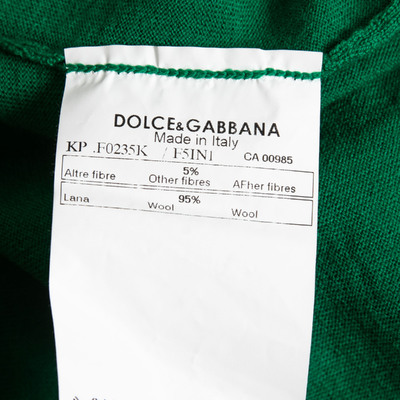 DOLCE&GABBANA
Made in Italy
KP .F0235K / F5IN1 CA 00985
5%
Altre fibre Other fibres AFher fibres
95%
Lana Wool Wool